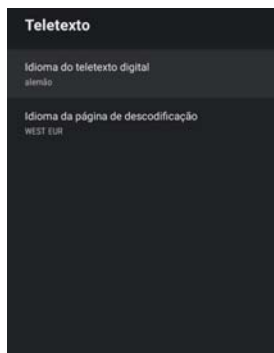 Teletexto
Idioma do teletexto digital
alemão
Idioma da página de descodificação
WEST EUR